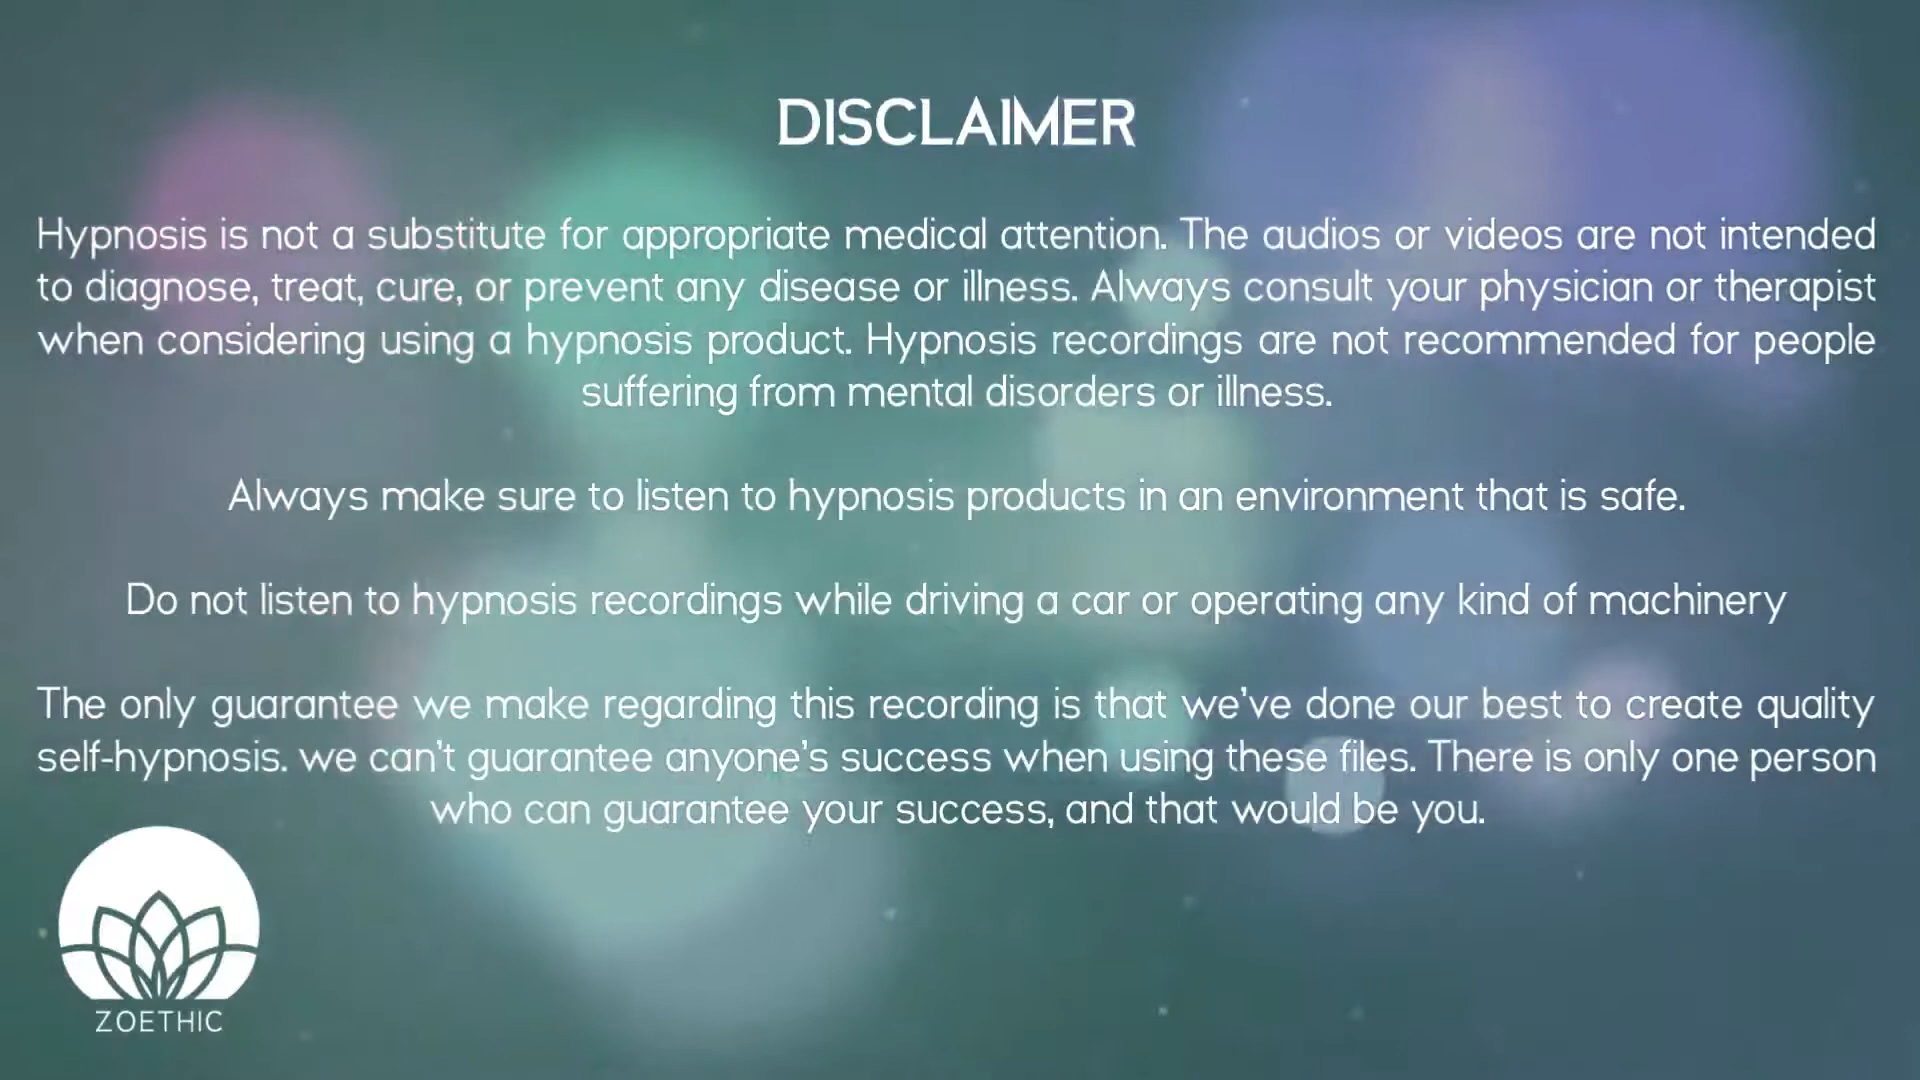 DISCLAIMER
Hypnosis is not a substitute for appropriate medical attention. The audios or videos are not intended
to diagnose, treat, cure, or prevent any disease or illness. Always consult your physician or therapist
when considering using a hypnosis product. Hypnosis recordings are not recommended for people
suffering from mental disorders or illness.
Always make sure to listen to hypnosis products in an environment that is safe.
Do not listen to hypnosis recordings while driving a car or operating any kind of machinery
The only guarantee we make regarding this recording is that we've done our best to create quality
self-hypnosis. we can't guarantee anyone's success when using these files. There is only one person
who can guarantee your success, and that would be you.
ZOETHIC